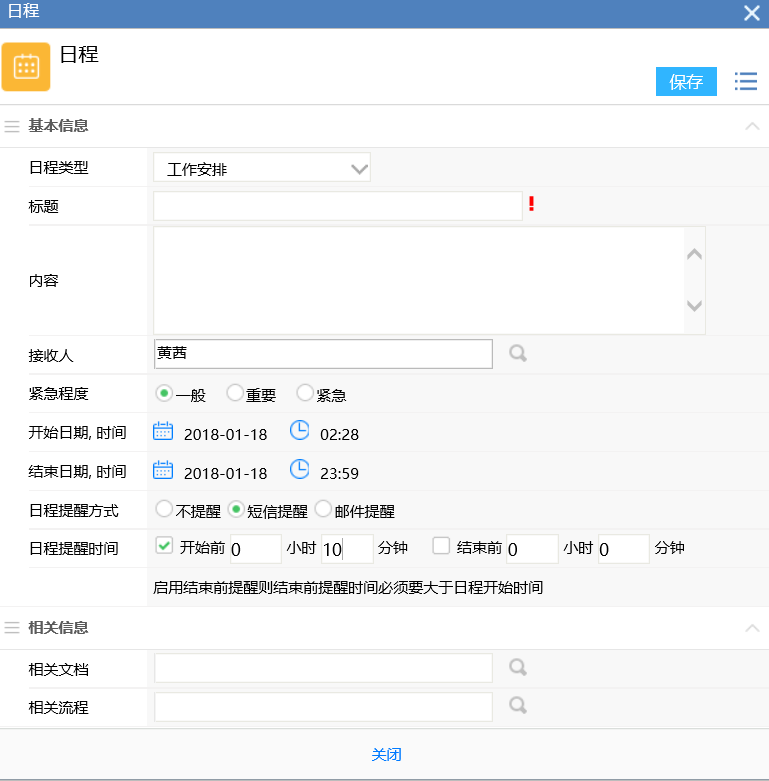 日程
日程
保存
基本信息
日程类型 工作安排
标题 !
内容
接收人 黄茜
紧急程度 一般 重要 紧急
开始日期, 时间 2018-01-18 02:28
结束日期, 时间 2018-01-18 23:59
日程提醒方式 不提醒 短信提醒 邮件提醒
日程提醒时间 开始前 0 小时 10 分钟 结束前 0 小时 0 分钟
启用结束前提醒则结束前提醒时间必须要大于日程开始时间
相关信息
相关文档
相关流程
关闭